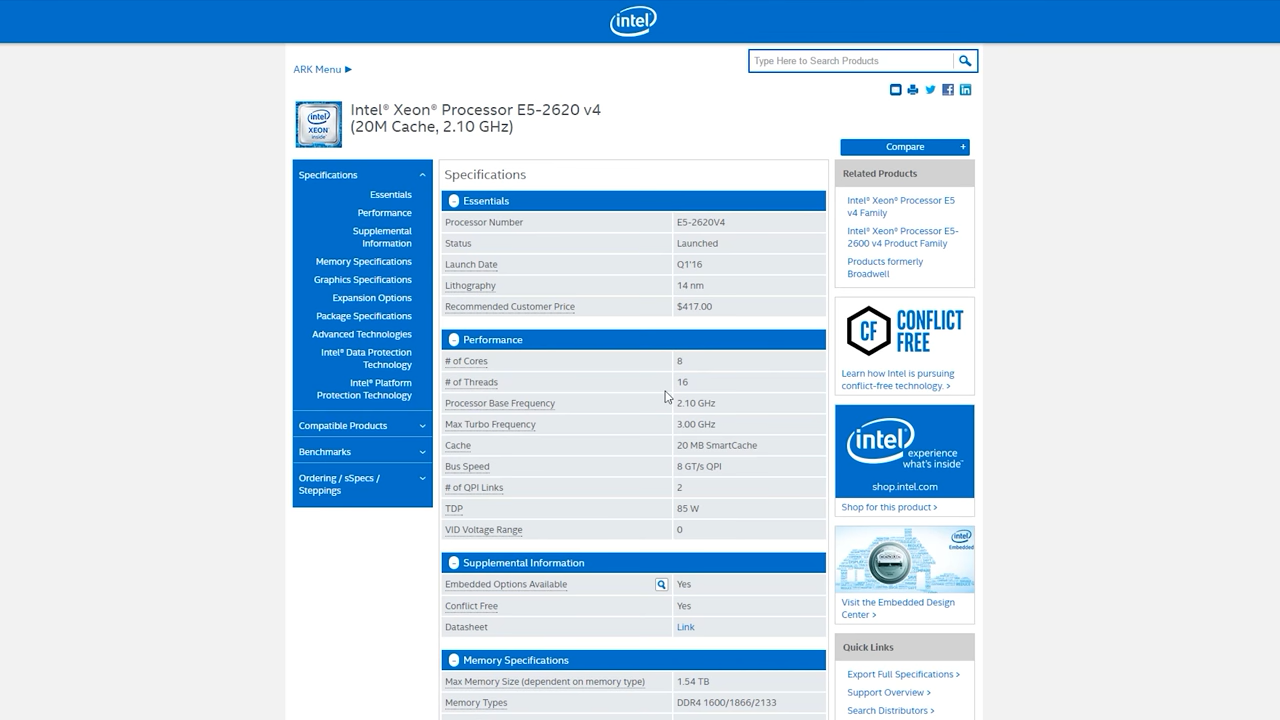 intel
ARK Menu ►
Type Here to Search Products
intel
XEON
inside™
Intel® Xeon® Processor E5-2620 v4
(20M Cache, 2.10 GHz)
Compare +
Specifications
Essentials
Performance
Supplemental
Information
Memory Specifications
Graphics Specifications
Expansion Options
Package Specifications
Advanced Technologies
Intel® Data Protection
Technology
Intel® Platform
Protection Technology
Compatible Products
Benchmarks
Ordering / sSpecs /
Steppings
Specifications
Essentials
Processor Number E5-2620V4
Status Launched
Launch Date Q1'16
Lithography 14 nm
Recommended Customer Price $417.00
Performance
# of Cores 8
# of Threads 16
Processor Base Frequency 2.10 GHz
Max Turbo Frequency 3.00 GHz
Cache 20 MB SmartCache
Bus Speed 8 GT/s QPI
# of QPI Links 2
TDP 85 W
VID Voltage Range 0
Supplemental Information
Embedded Options Available Yes
Conflict Free Yes
Datasheet Link
Memory Specifications
Max Memory Size (dependent on memory type) 1.54 TB
Memory Types DDR4 1600/1866/2133
Related Products
Intel® Xeon® Processor E5
v4 Family
Intel® Xeon® Processor E5-
2600 v4 Product Family
Products formerly
Broadwell
CF CONFLICT
FREE
Learn how Intel is pursuing
conflict-free technology. >
intel
experience
what's inside™
shop.intel.com
Shop for this product >
intel
Embedded
Visit the Embedded Design
Center >
Quick Links
Export Full Specifications >
Support Overview >
Search Distributors >